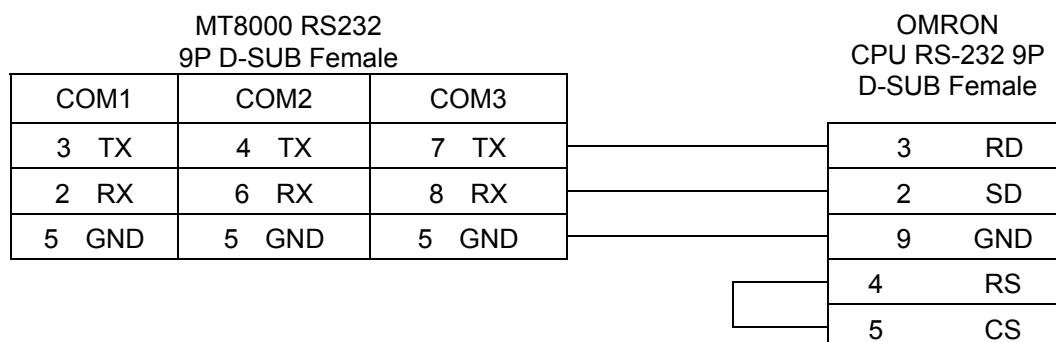 MT8000 RS232
9P D-SUB Female
OMRON
CPU RS-232 9P
D-SUB Female
COM1 COM2 COM3
3 TX 4 TX 7 TX 3 RD
2 RX 6 RX 8 RX 2 SD
5 GND 5 GND 5 GND 9 GND
4 RS
5 CS